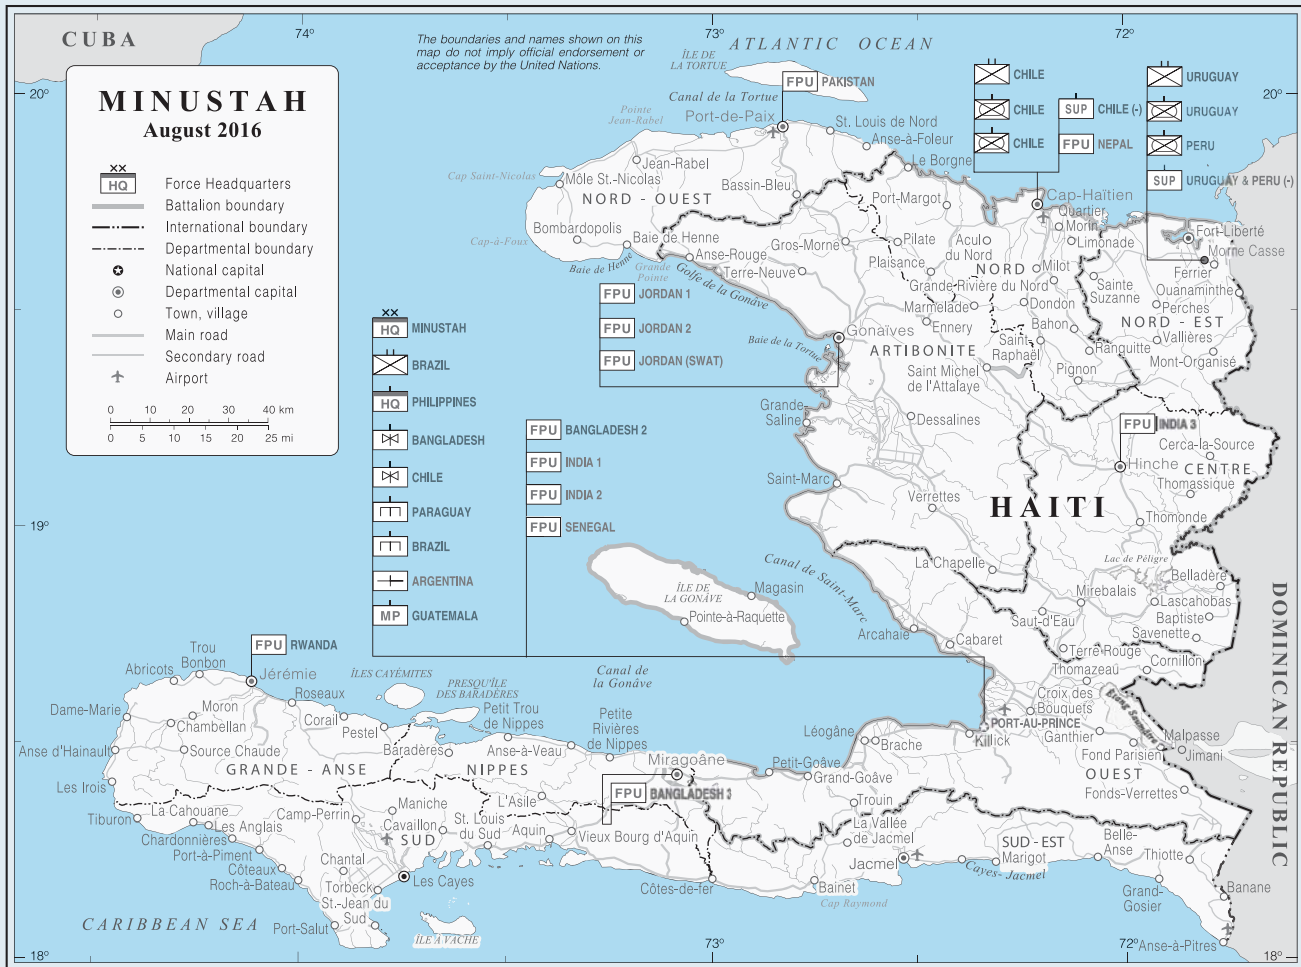 CUBA
74°
73°
72°
The boundaries and names shown on this
map do not imply official endorsement or
acceptance by the United Nations.
ÎLE DE
LA TORTUE
ATLANTIC OCEAN
20°
20°
MINUSTAH
August 2016
XX
HQ
Force Headquarters
Battalion boundary
International boundary
Departmental boundary
National capital
Departmental capital
Town, village
Main road
Secondary road
Airport
0 10 20 30 40 km
0 5 10 15 20 25 mi
FPU PAKISTAN
Canal de la Tortue
Port-de-Paix
Pointe
Jean-Rabel
St. Louis de Nord
Anse-à-Foleur
Le Borgne
Jean-Rabel
Cap Saint-Nicolas
Môle St.-Nicolas
NORD - OUEST
Bassin-Bleu
Port-Margot
Bombardopolis
Cap-à-Foux
Baie de Henne
Baie de Henne
Anse-Rouge
Grande
Pointe
Golfe de la Gonâve
Terre-Neuve
Gros-Morne
Pilate
Plaisance
CHILE
CHILE
CHILE
SUP CHILE (-)
FPU NEPAL
URUGUAY
URUGUAY
PERU
SUP URUGUAY & PERU (-)
Cap-Haïtien
Quartier
Morin
Limonade
Acul
du Nord
NORD
Milot
Grande Rivière du Nord
Dondon
Marmelade
Ennery
Bahon
Saint-
Raphaël
Ranquitte
Pignon
Fort-Liberté
Morne Casse
Ferrier
Ouanaminthe
Sainte
Suzanne
Perches
NORD - EST
Vallières
Mont-Organisé
FPU JORDAN 1
FPU JORDAN 2
FPU JORDAN (SWAT)
Gonaïves
Baie de la Tortue
ARTIBONITE
Saint Michel
de l'Attalaye
Grande-
Saline
Dessalines
XX
HQ MINUSTAH
BRAZIL
HQ PHILIPPINES
BANGLADESH
CHILE
PARAGUAY
BRAZIL
ARGENTINA
MP GUATEMALA
FPU BANGLADESH 2
FPU INDIA 1
FPU INDIA 2
FPU SENEGAL
FPU INDIA 3
Cerca-la-Source
Hinche
CENTRE
Thomassique
Saint-Marc
Verrettes
HAITI
Thomonde
19°
19°
La Chapelle
Lac de Péligre
Belladère
Mirebalais
Lascahobas
Baptiste
Savenette
Saut-d'Eau
Canal de Saint-Marc
ÎLE DE
LA GONÂVE
Magasin
Pointe-à-Raquette
Arcahaie
Cabaret
Terre Rouge
Thomazeau
Cornillon
DOMINICAN REPUBLIC
FPU RWANDA
Trou
Bonbon
Abricots
Jérémie
Roseaux
ÎLES CAYÉMITES
PRESQU'ÎLE
DES BARADÈRES
Canal de
la Gonâve
Croix des
Bouquets
Étang Saumâtre
PORT-AU-PRINCE
Ganthier
Malpasse
Jimani
Fond Parisien
Dame-Marie
Moron
Chambellan
Corail
Pestel
Petit Trou
de Nippes
Petite
Rivières
de Nippes
Léogâne
Brache
Killick
Anse d'Hainault
Source Chaude
Baradères
Anse-à-Veau
Miragoâne
Petit-Goâve
Grand-Goâve
OUEST
Fonds-Verrettes
GRANDE - ANSE
NIPPES
Les Irois
FPU BANGLADESH 3
Tiburon
La Cahouane
Les Anglais
Camp-Perrin
Maniche
L'Asile
Trouin
Chardonnières
Port-à-Piment
Cavaillon
SUD
St. Louis
du Sud
Aquin
Vieux Bourg d'Aquin
La Vallée
de Jacmel
SUD-EST
Belle-
Anse
Côteaux
Roch-à-Bateau
Chantal
Torbeck
Les Cayes
Côtes-de-fer
Jacmel
Marigot
Cayes-Jacmel
Thiotte
St.-Jean du
Sud
Bainet
Cap Raymond
Grand-
Gosier
Banane
CARIBBEAN SEA
Port-Salut
ÎLE À VACHE
Anse-à-Pitres
18°
73°
72°
18°